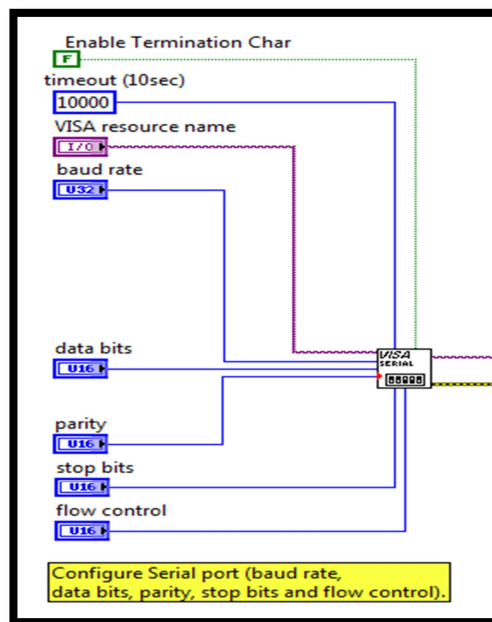 Enable Termination Char
F
timeout (10sec)
10000
VISA resource name
I/O
baud rate
U32
VISA
SERIAL
data bits
U16
parity
U16
stop bits
U16
flow control
U16
Configure Serial port (baud rate,
data bits, parity, stop bits and flow control).